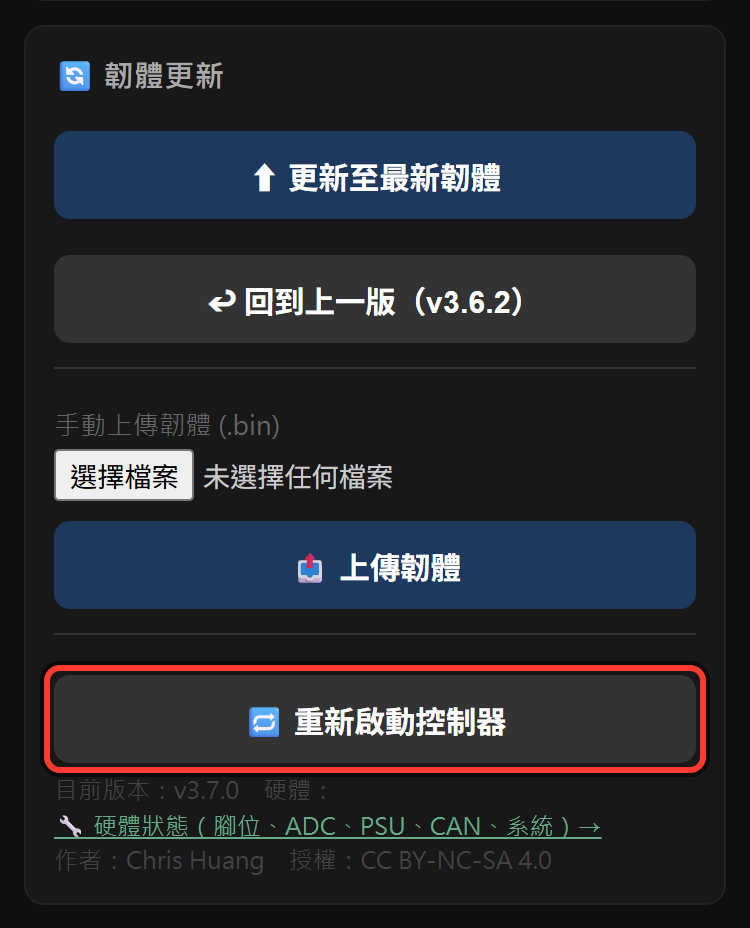 韌體更新
更新至最新韌體
回到上一版（v3.6.2）
手動上傳韌體 (.bin)
選擇檔案 未選擇任何檔案
上傳韌體
重新啟動控制器
目前版本：v3.7.0 硬體：
硬體狀態（腳位、ADC、PSU、CAN、系統）→
作者：Chris Huang 授權：CC BY-NC-SA 4.0